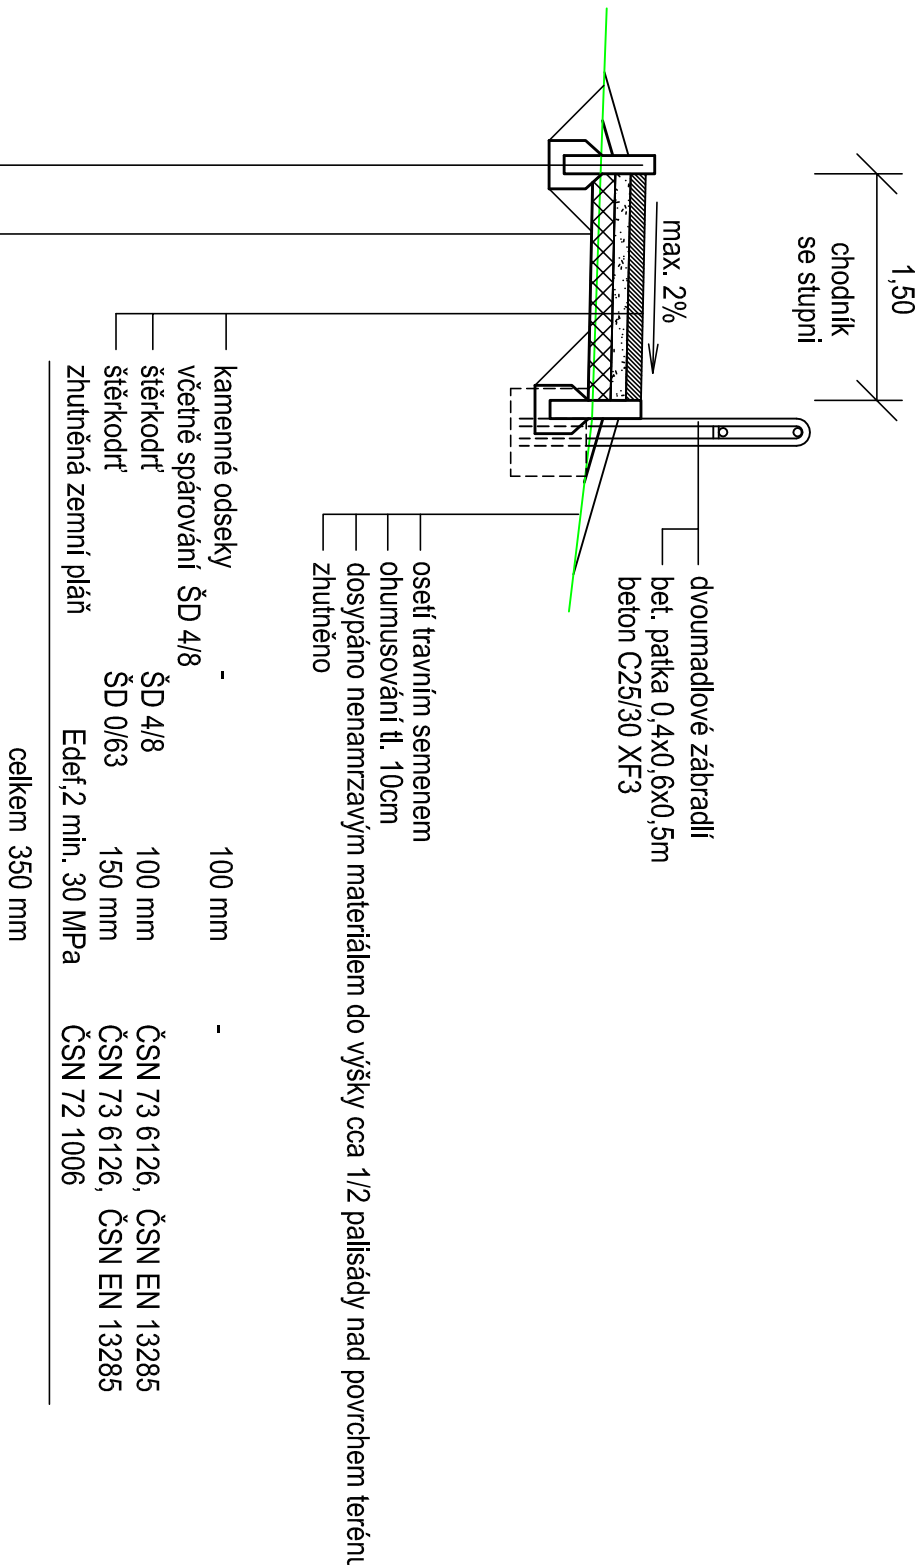 1,50
chodník
se stupni
max. 2%
dvoumadlové zábradlí
bet. patka 0,4x0,6x0,5m
beton C25/30 XF3
osetí travním semenem
ohumusování tl. 10cm
dosypáno nenamrzavým materiálem do výšky cca 1/2 palisády nad povrchem terénu
zhutněno
kamenné odseky - 100 mm -
včetně spárování ŠD 4/8
štěrkodrť ŠD 4/8 100 mm ČSN 73 6126, ČSN EN 13285
štěrkodrť ŠD 0/63 150 mm ČSN 73 6126, ČSN EN 13285
zhutněná zemní pláň Edef,2 min. 30 MPa ČSN 72 1006
celkem 350 mm